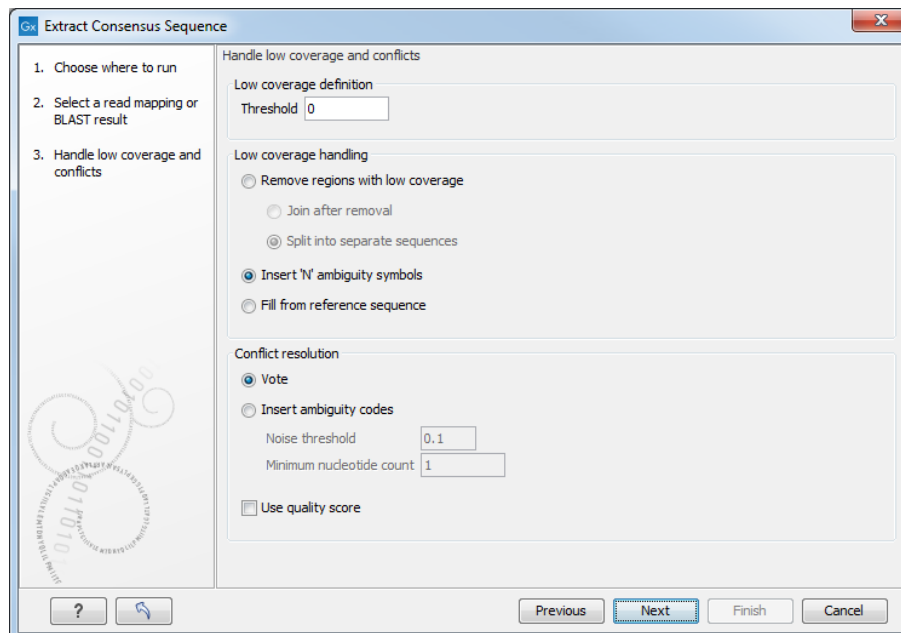 Gx Extract Consensus Sequence
1. Choose where to run
2. Select a read mapping or
BLAST result
3. Handle low coverage and
conflicts
Handle low coverage and conflicts
Low coverage definition
Threshold 0
Low coverage handling
Remove regions with low coverage
Join after removal
Split into separate sequences
Insert 'N' ambiguity symbols
Fill from reference sequence
Conflict resolution
Vote
Insert ambiguity codes
Noise threshold 0.1
Minimum nucleotide count 1
Use quality score
? Previous Next Finish Cancel